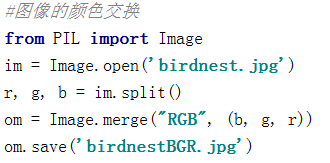 #图像的颜色交换
from PIL import Image
im = Image.open('birdnest.jpg')
r, g, b = im.split()
om = Image.merge("RGB", (b, g, r))
om.save('birdnestBGR.jpg')